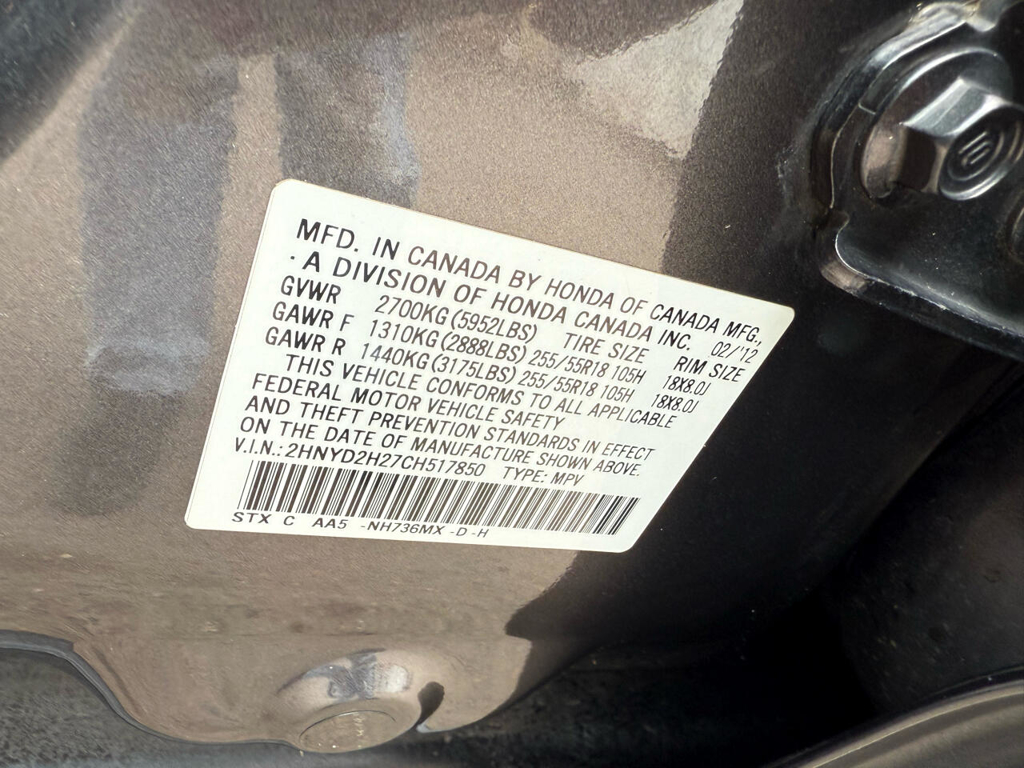 MFD. IN CANADA BY HONDA OF CANADA MFG.,
. A DIVISION OF HONDA CANADA INC. 02/'12
GVWR 2700KG (5952LBS) TIRE SIZE RIM SIZE
GAWR F 1310KG (2888LBS) 255/55R18 105H 18X8.0J
GAWR R 1440KG (3175LBS) 255/55R18 105H 18X8.0J
THIS VEHICLE CONFORMS TO ALL APPLICABLE
FEDERAL MOTOR VEHICLE SAFETY
AND THEFT PREVENTION STANDARDS IN EFFECT
ON THE DATE OF MANUFACTURE SHOWN ABOVE.
V.I.N.: 2HNYD2H27CH517850 TYPE: MPV
STX C AA5 -NH736MX -D -H
10